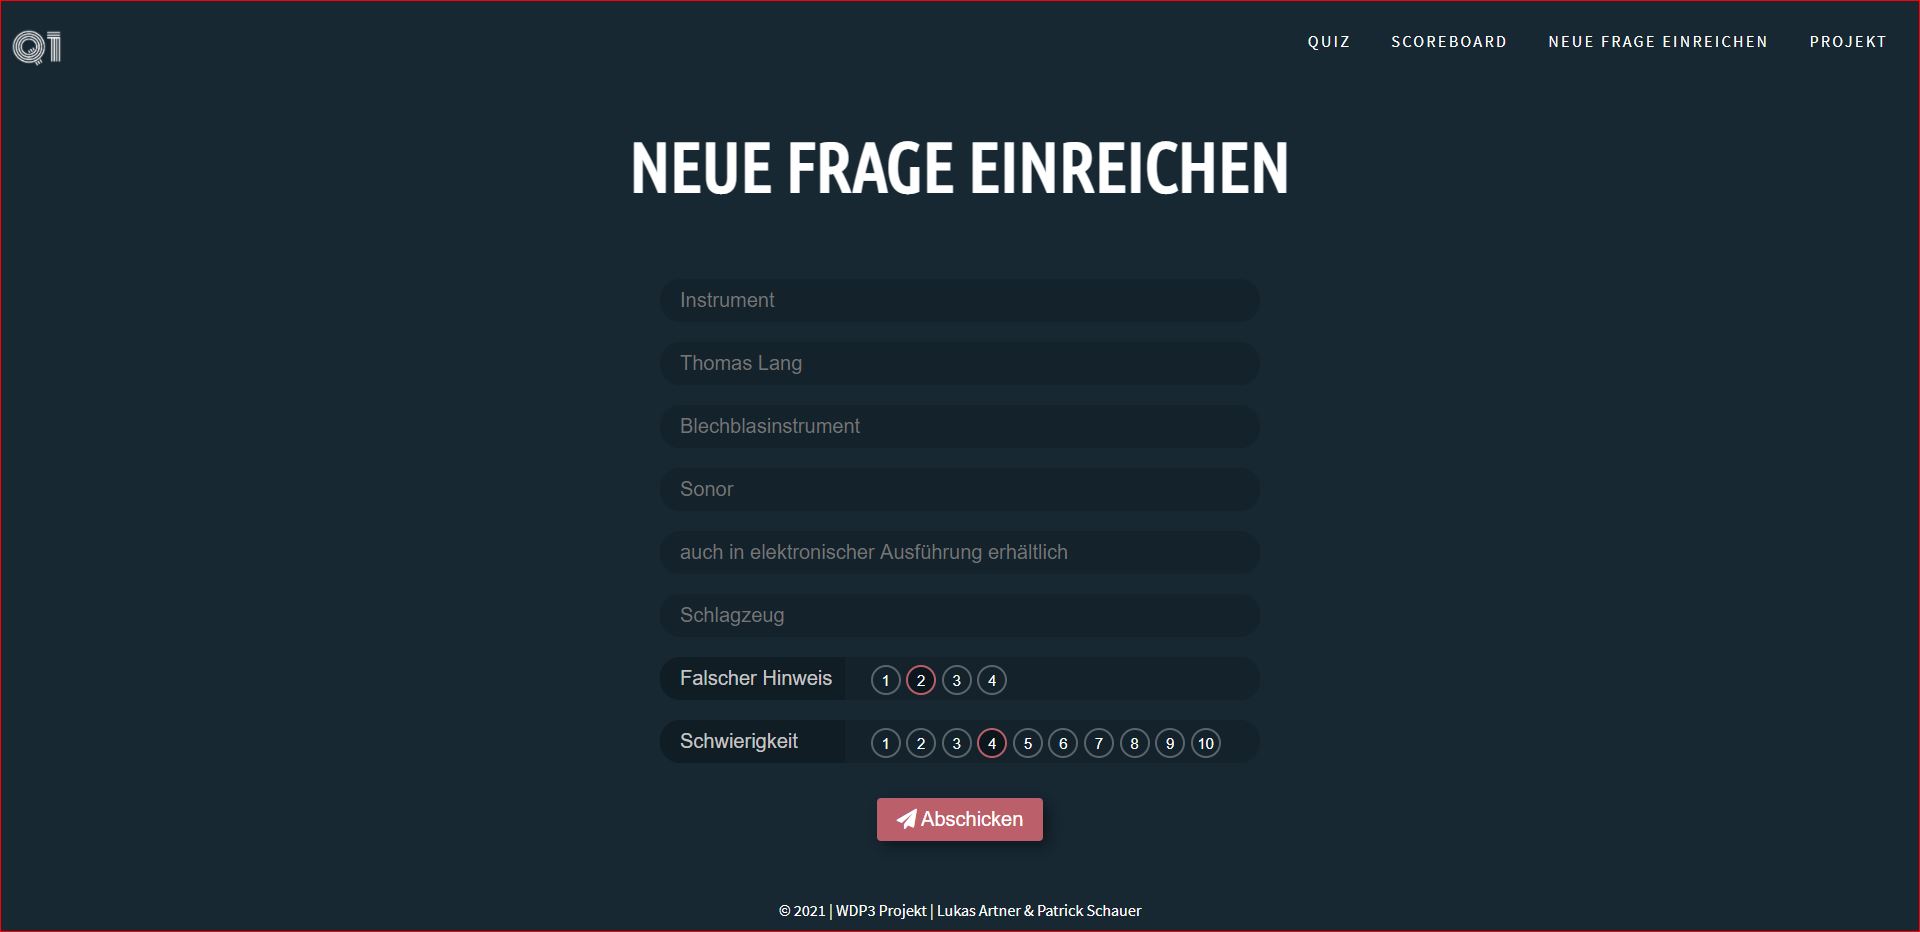 Q1
QUIZ SCOREBOARD NEUE FRAGE EINREICHEN PROJEKT
NEUE FRAGE EINREICHEN
Instrument
Thomas Lang
Blechblasinstrument
Sonor
auch in elektronischer Ausführung erhältlich
Schlagzeug
Falscher Hinweis 1 2 3 4
Schwierigkeit 1 2 3 4 5 6 7 8 9 10
Abschicken
© 2021 | WDP3 Projekt | Lukas Artner & Patrick Schauer